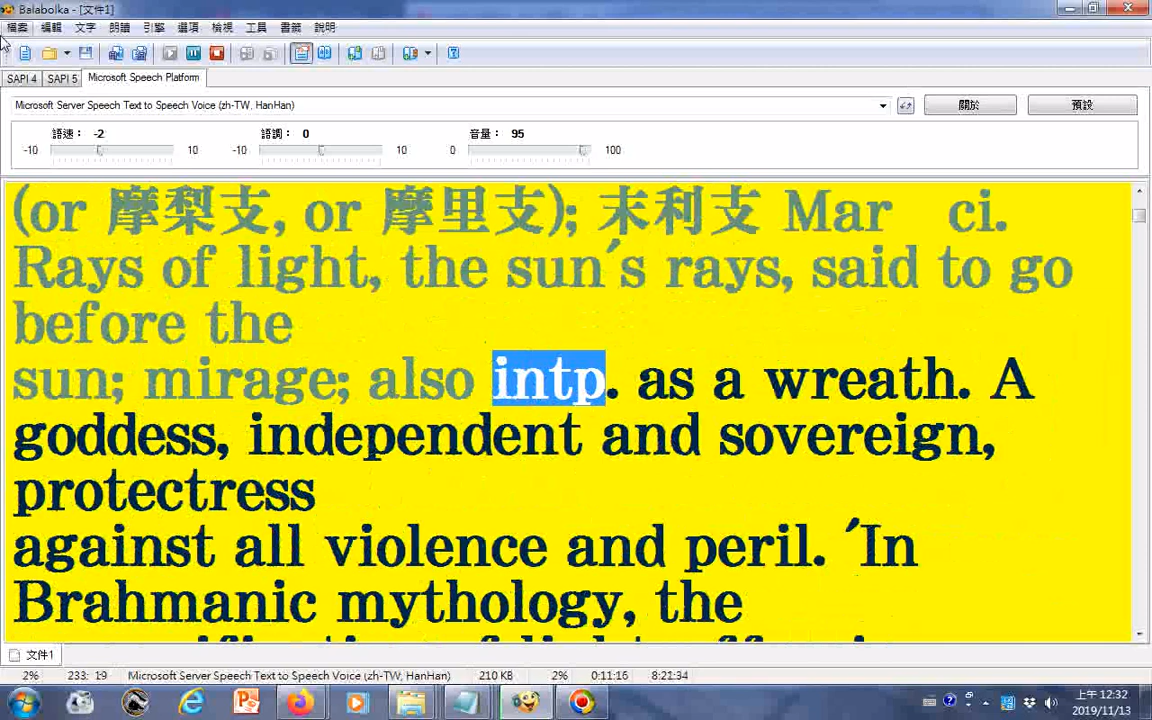 Balabolka - [文件1]
檔案 編輯 文字 朗讀 引擎 選項 檢視 工具 書籤 說明
SAPI 4 SAPI 5 Microsoft Speech Platform
Microsoft Server Speech Text to Speech Voice (zh-TW, HanHan) 關於 預設
語速： -2 語調： 0 音量： 95
-10 10 -10 10 0 100
(or 摩梨支, or 摩里支); 末利支 Mar ci.
Rays of light, the sun′s rays, said to go
before the
sun; mirage; also intp. as a wreath. A
goddess, independent and sovereign,
protectress
against all violence and peril. ′In
Brahmanic mythology, the
文件1
2% 233: 19 Microsoft Server Speech Text to Speech Voice (zh-TW, HanHan) 210 KB 2% 0:11:16 8:21:34
上午 12:32
2019/11/13